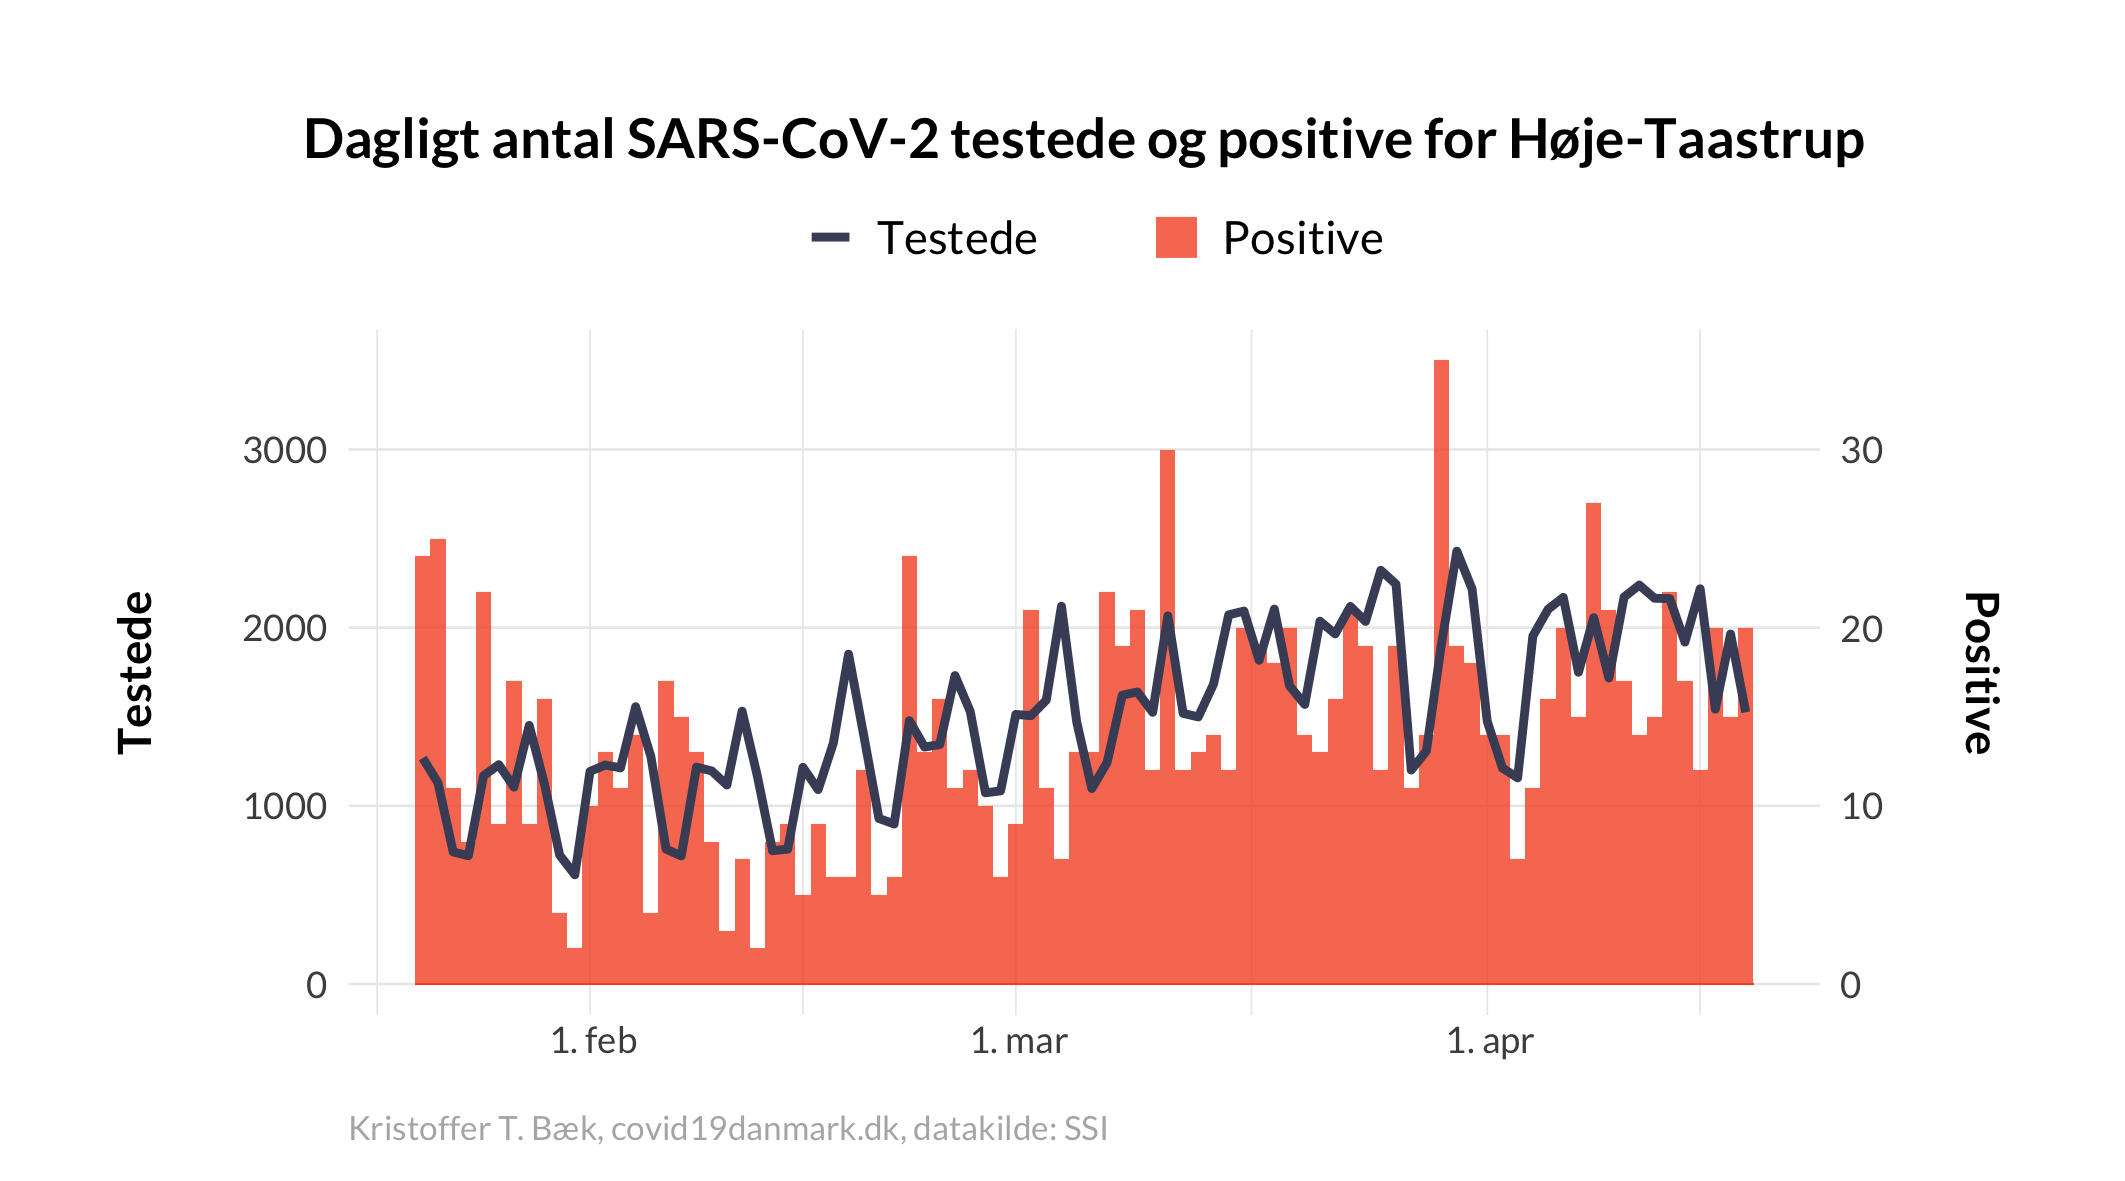 Dagligt antal SARS-CoV-2 testede og positive for Høje-Taastrup
Testede Positive
3000 30
2000 20
1000 10
0 0
Testede
Positive
1. feb 1. mar 1. apr
Kristoffer T. Bæk, covid19danmark.dk, datakilde: SSI